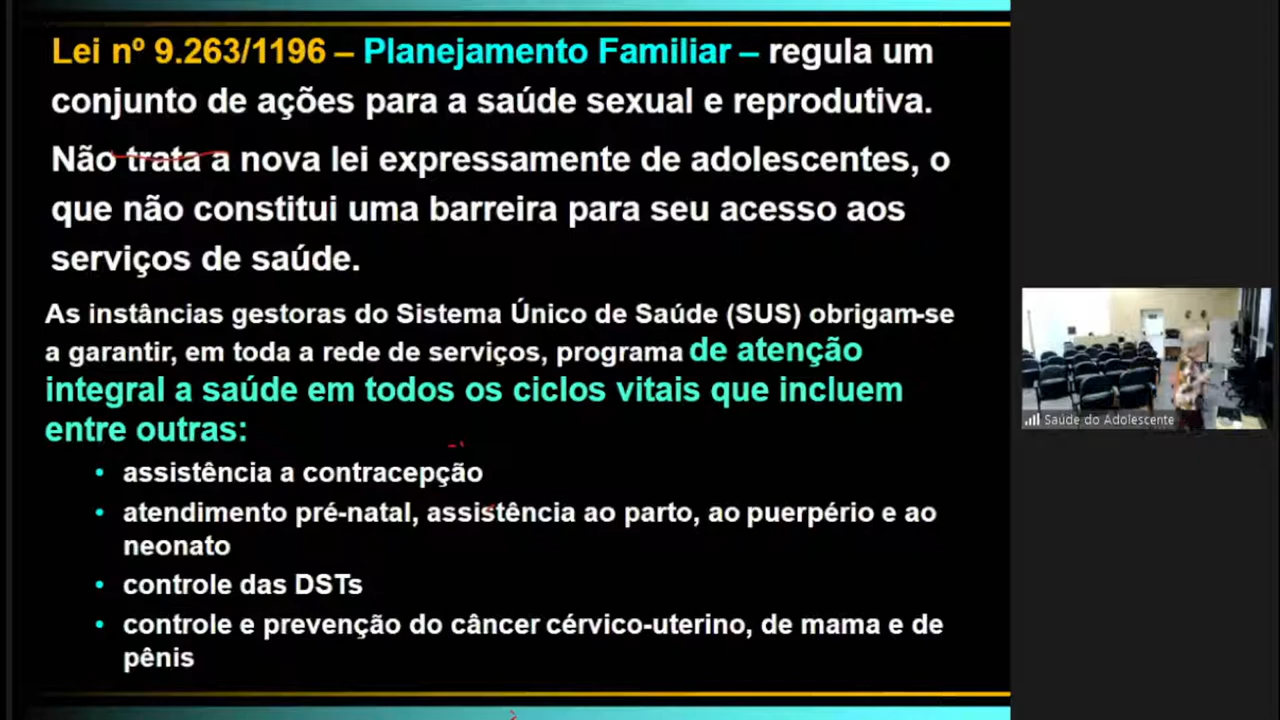 Lei nº 9.263/1196 – Planejamento Familiar – regula um
conjunto de ações para a saúde sexual e reprodutiva.
Não trata a nova lei expressamente de adolescentes, o
que não constitui uma barreira para seu acesso aos
serviços de saúde.
As instâncias gestoras do Sistema Único de Saúde (SUS) obrigam-se
a garantir, em toda a rede de serviços, programa de atenção
integral a saúde em todos os ciclos vitais que incluem
entre outras:
• assistência a contracepção
• atendimento pré-natal, assistência ao parto, ao puerpério e ao
neonato
• controle das DSTs
• controle e prevenção do câncer cérvico-uterino, de mama e de
pênis
Saúde do Adolescente